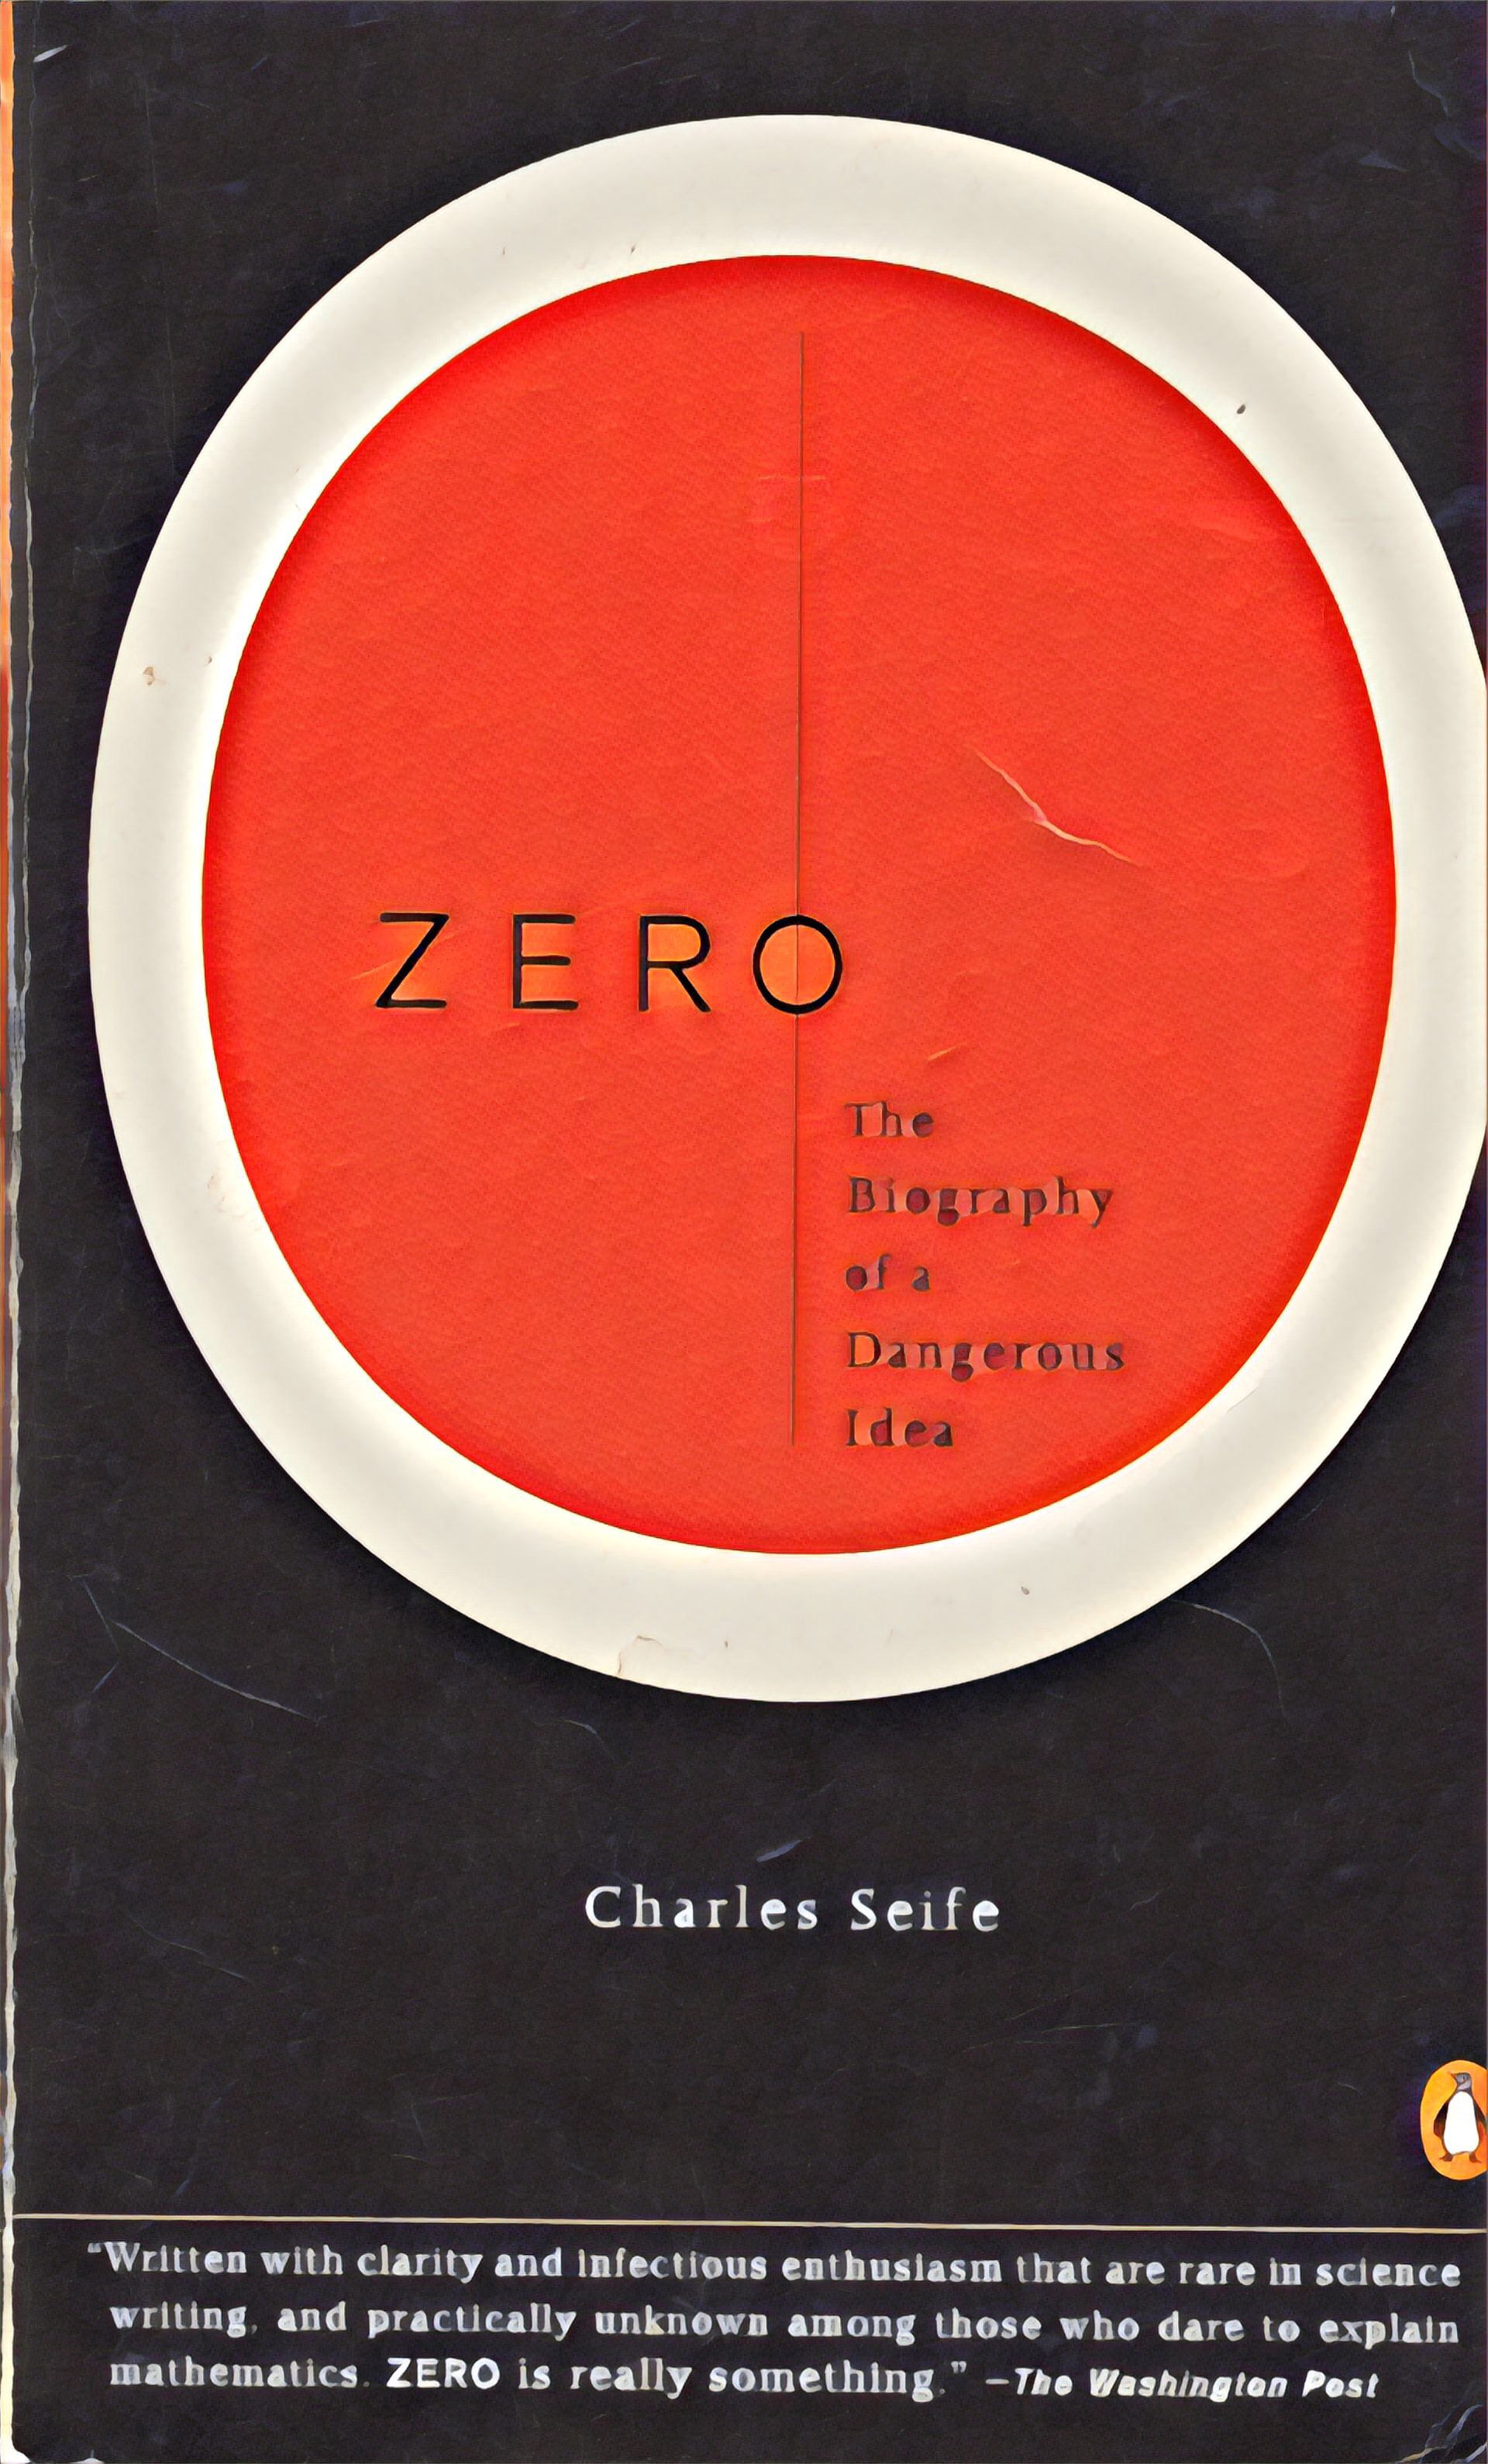 ZERO
The
Biography
of a
Dangerous
Idea
Charles Seife
“Written with clarity and infectious enthusiasm that are rare in science
writing, and practically unknown among those who dare to explain
mathematics. ZERO is really something.” —The Washington Post